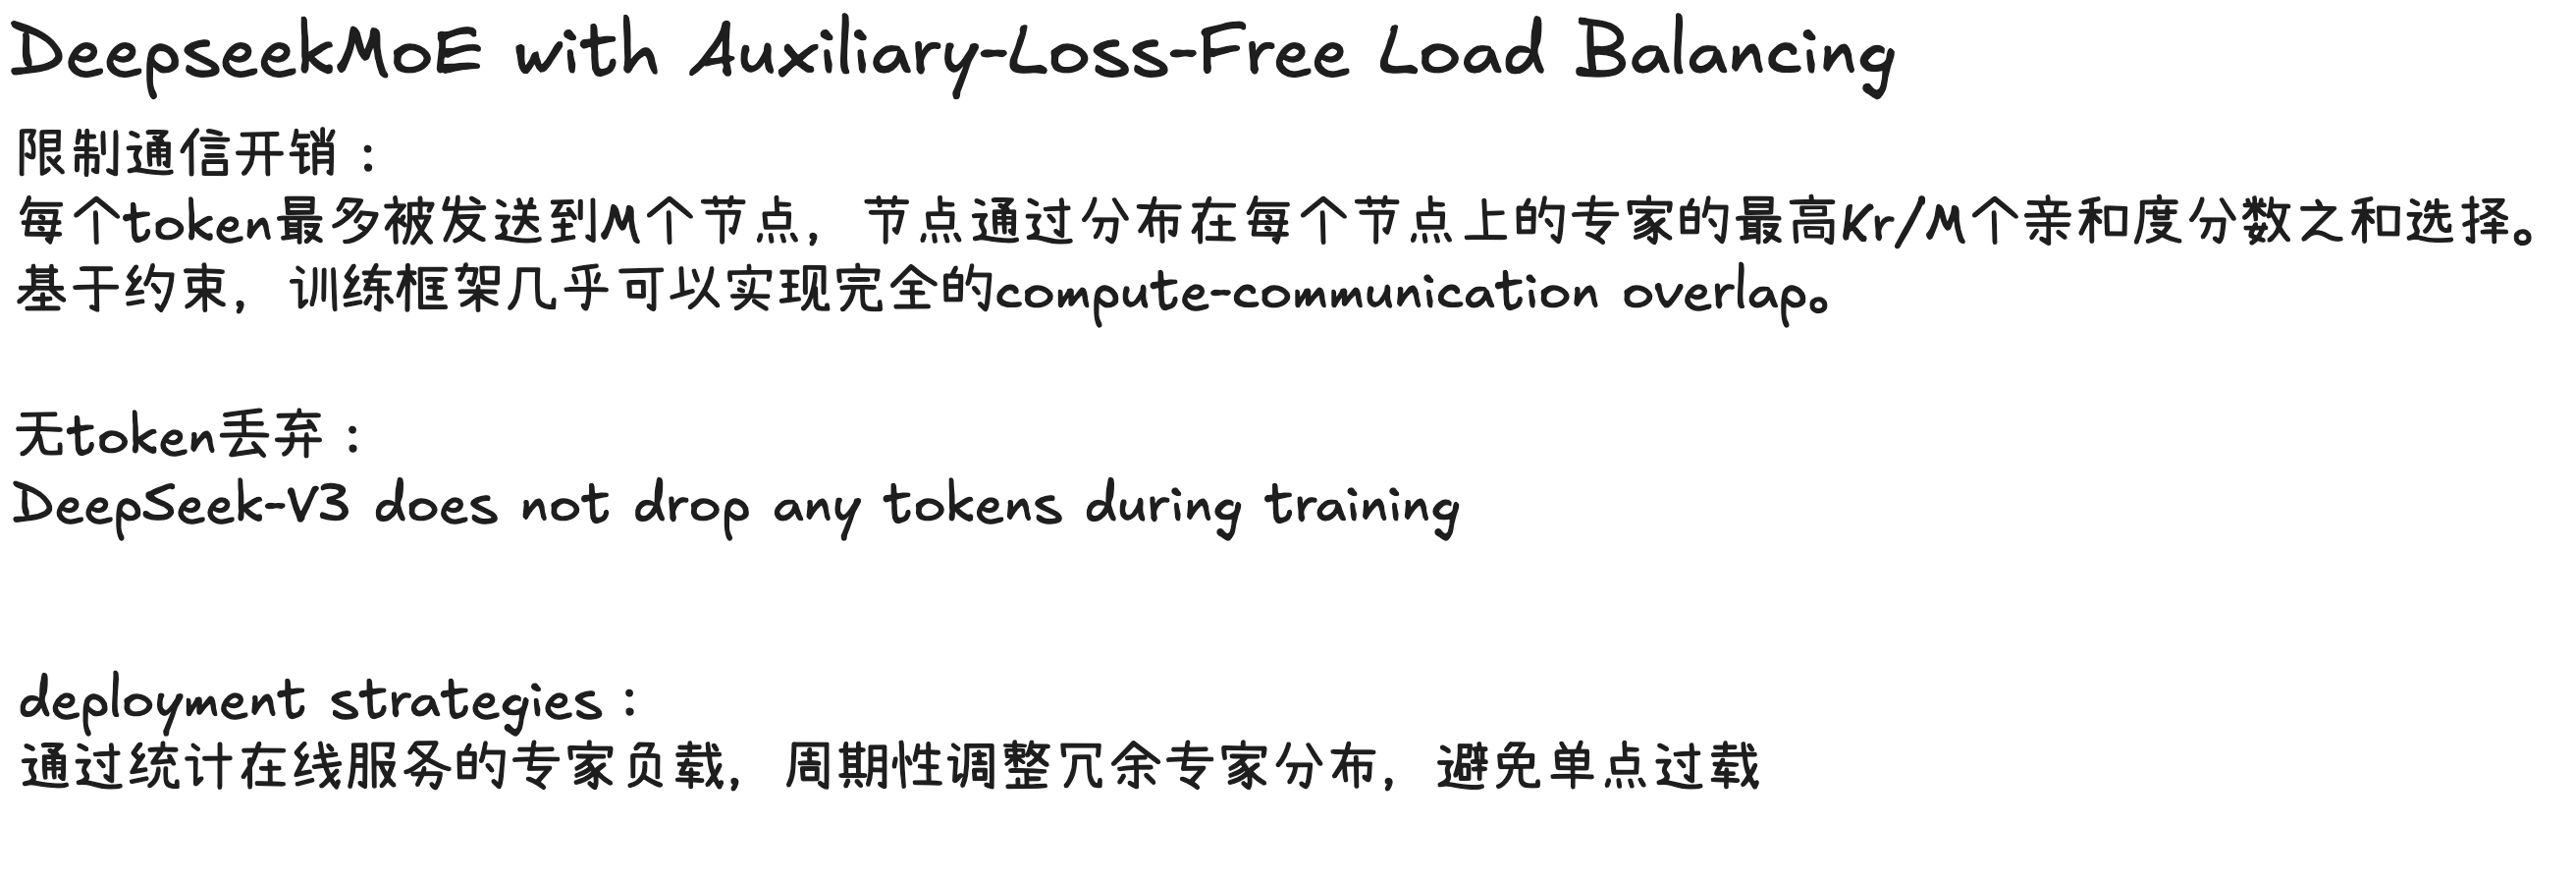 DeepseekMoE with Auxiliary-Loss-Free Load Balancing
限制通信开销：
每个token最多被发送到M个节点，节点通过分布在每个节点上的专家的最高Kr/M个亲和度分数之和选择。
基于约束，训练框架几乎可以实现完全的compute-communication overlap。
无token丢弃：
DeepSeek-V3 does not drop any tokens during training
deployment strategies：
通过统计在线服务的专家负载，周期性调整冗余专家分布，避免单点过载